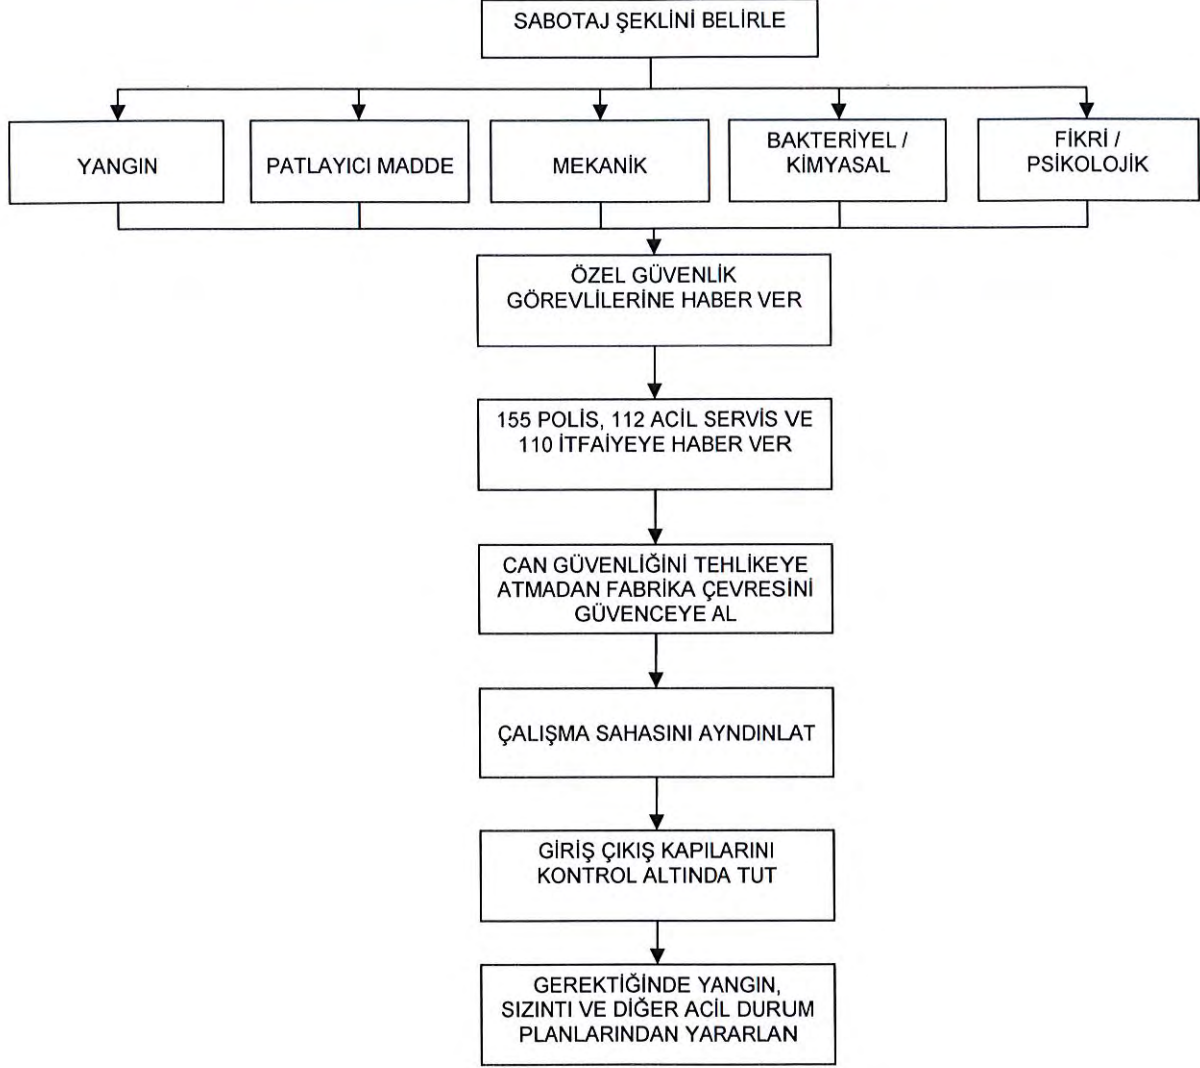 SABOTAJ ŞEKLİNİ BELİRLE
YANGIN
PATLAYICI MADDE
MEKANİK
BAKTERİYEL /
KİMYASAL
FİKRİ /
PSİKOLOJİK
ÖZEL GÜVENLİK
GÖREVLİLERİNE HABER VER
155 POLİS, 112 ACİL SERVİS VE
110 İTFAİYEYE HABER VER
CAN GÜVENLİĞİNİ TEHLİKEYE
ATMADAN FABRİKA ÇEVRESİNİ
GÜVENCEYE AL
ÇALIŞMA SAHASINI AYNDINLAT
GİRİŞ ÇIKIŞ KAPILARINI
KONTROL ALTINDA TUT
GEREKTİĞİNDE YANGIN,
SIZINTI VE DİĞER ACİL DURUM
PLANLARINDAN YARARLAN